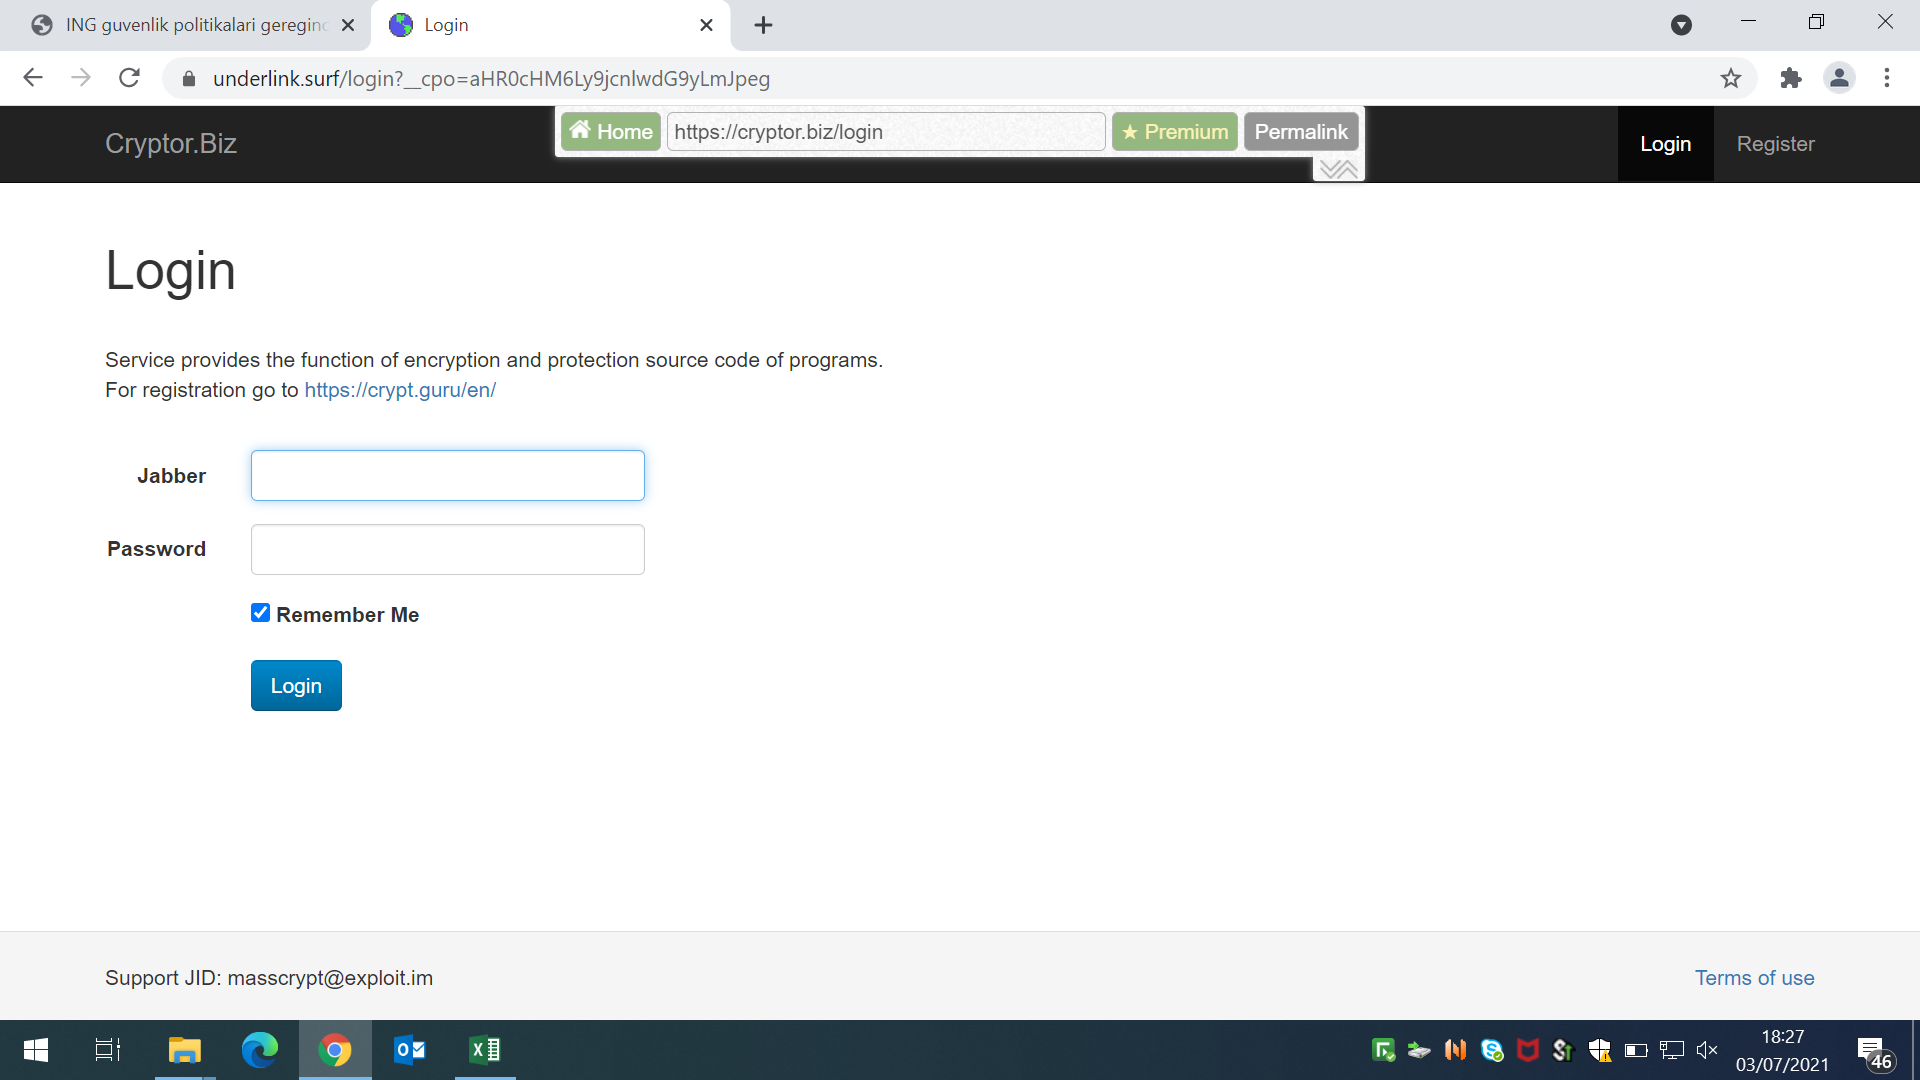 ING guvenlik politikalari geregin
Login
underlink.surf/login?__cpo=aHR0cHM6Ly9jcnlwdG9yLmJpeg
Cryptor.Biz
Home
https://cryptor.biz/login
★ Premium
Permalink
Login
Register
Login
Service provides the function of encryption and protection source code of programs.
For registration go to https://crypt.guru/en/
Jabber
Password
Remember Me
Login
Support JID: masscrypt@exploit.im
Terms of use
18:27
03/07/2021
46